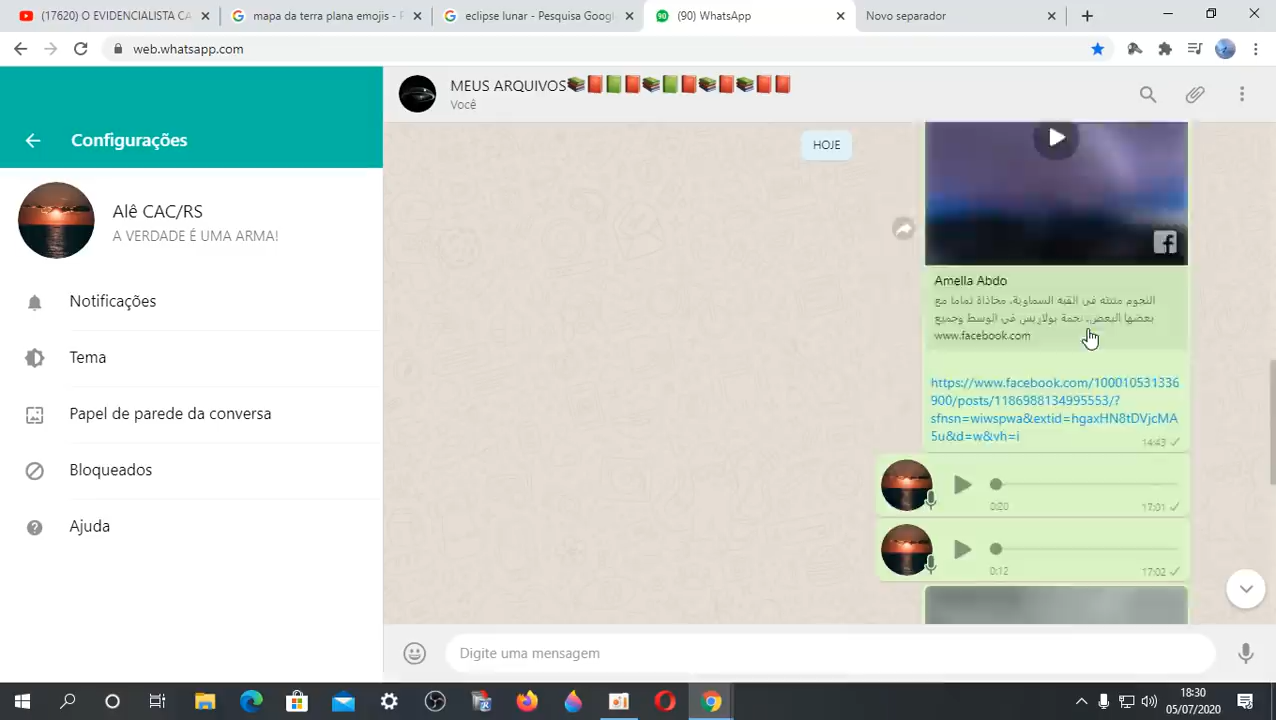 (17620) O EVIDENCIALISTA CA
mapa da terra plana emojis -
eclipse lunar - Pesquisa Googl
(90) WhatsApp
Novo separador
web.whatsapp.com
Configurações
Alê CAC/RS
A VERDADE É UMA ARMA!
Notificações
Tema
Papel de parede da conversa
Bloqueados
Ajuda
MEUS ARQUIVOS
Você
HOJE
Amella Abdo
النجوم مثبته في القبه السماوية، محاذاة تماما مع
بعضها البعض، نجمة بولاريس في الوسط وجميع
www.facebook.com
https://www.facebook.com/100010531336
900/posts/1186988134995553/?
sfnsn=wiwspwa&extid=hgaxHN8tDVjcMA
5u&d=w&vh=i
14:43
0:20
17:01
0:12
17:02
Digite uma mensagem
18:30
05/07/2020